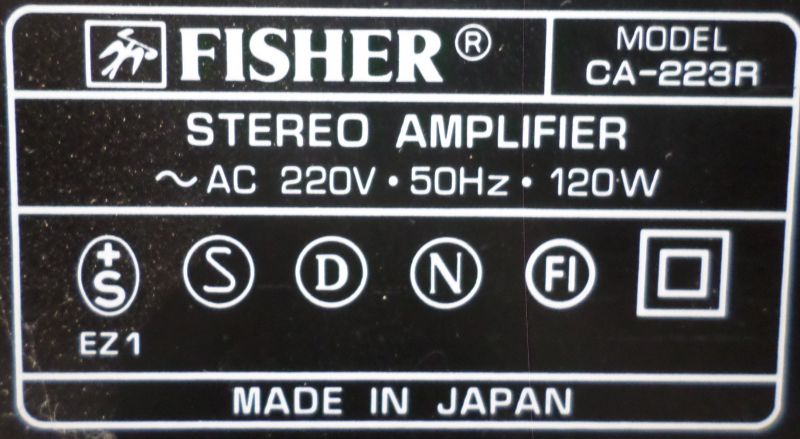 FISHER®
MODEL
CA-223R
STEREO AMPLIFIER
~ AC 220V • 50Hz • 120W
+S S D N FI
EZ1
MADE IN JAPAN